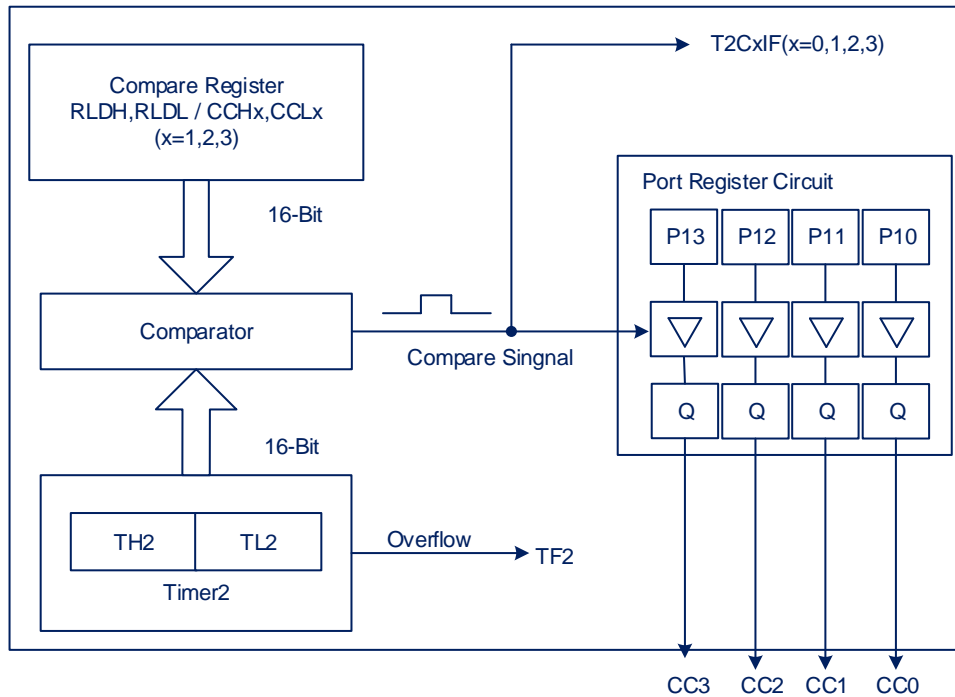 T2CxIF(x=0,1,2,3)
Compare Register
RLDH,RLDL / CCHx,CCLx
(x=1,2,3)
16-Bit
Port Register Circuit
P13 P12 P11 P10
Comparator
Compare Singnal
Q Q Q Q
16-Bit
TH2 TL2
Timer2
Overflow
TF2
CC3 CC2 CC1 CC0